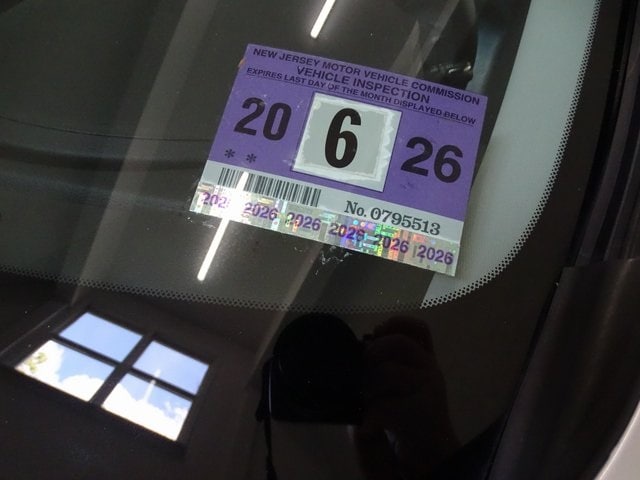 NEW JERSEY MOTOR VEHICLE COMMISSION
VEHICLE INSPECTION
EXPIRES LAST DAY OF THE MONTH DISPLAYED BELOW
20 6 26
* *
No. 0795513
2026 2026 2026 2026 2026